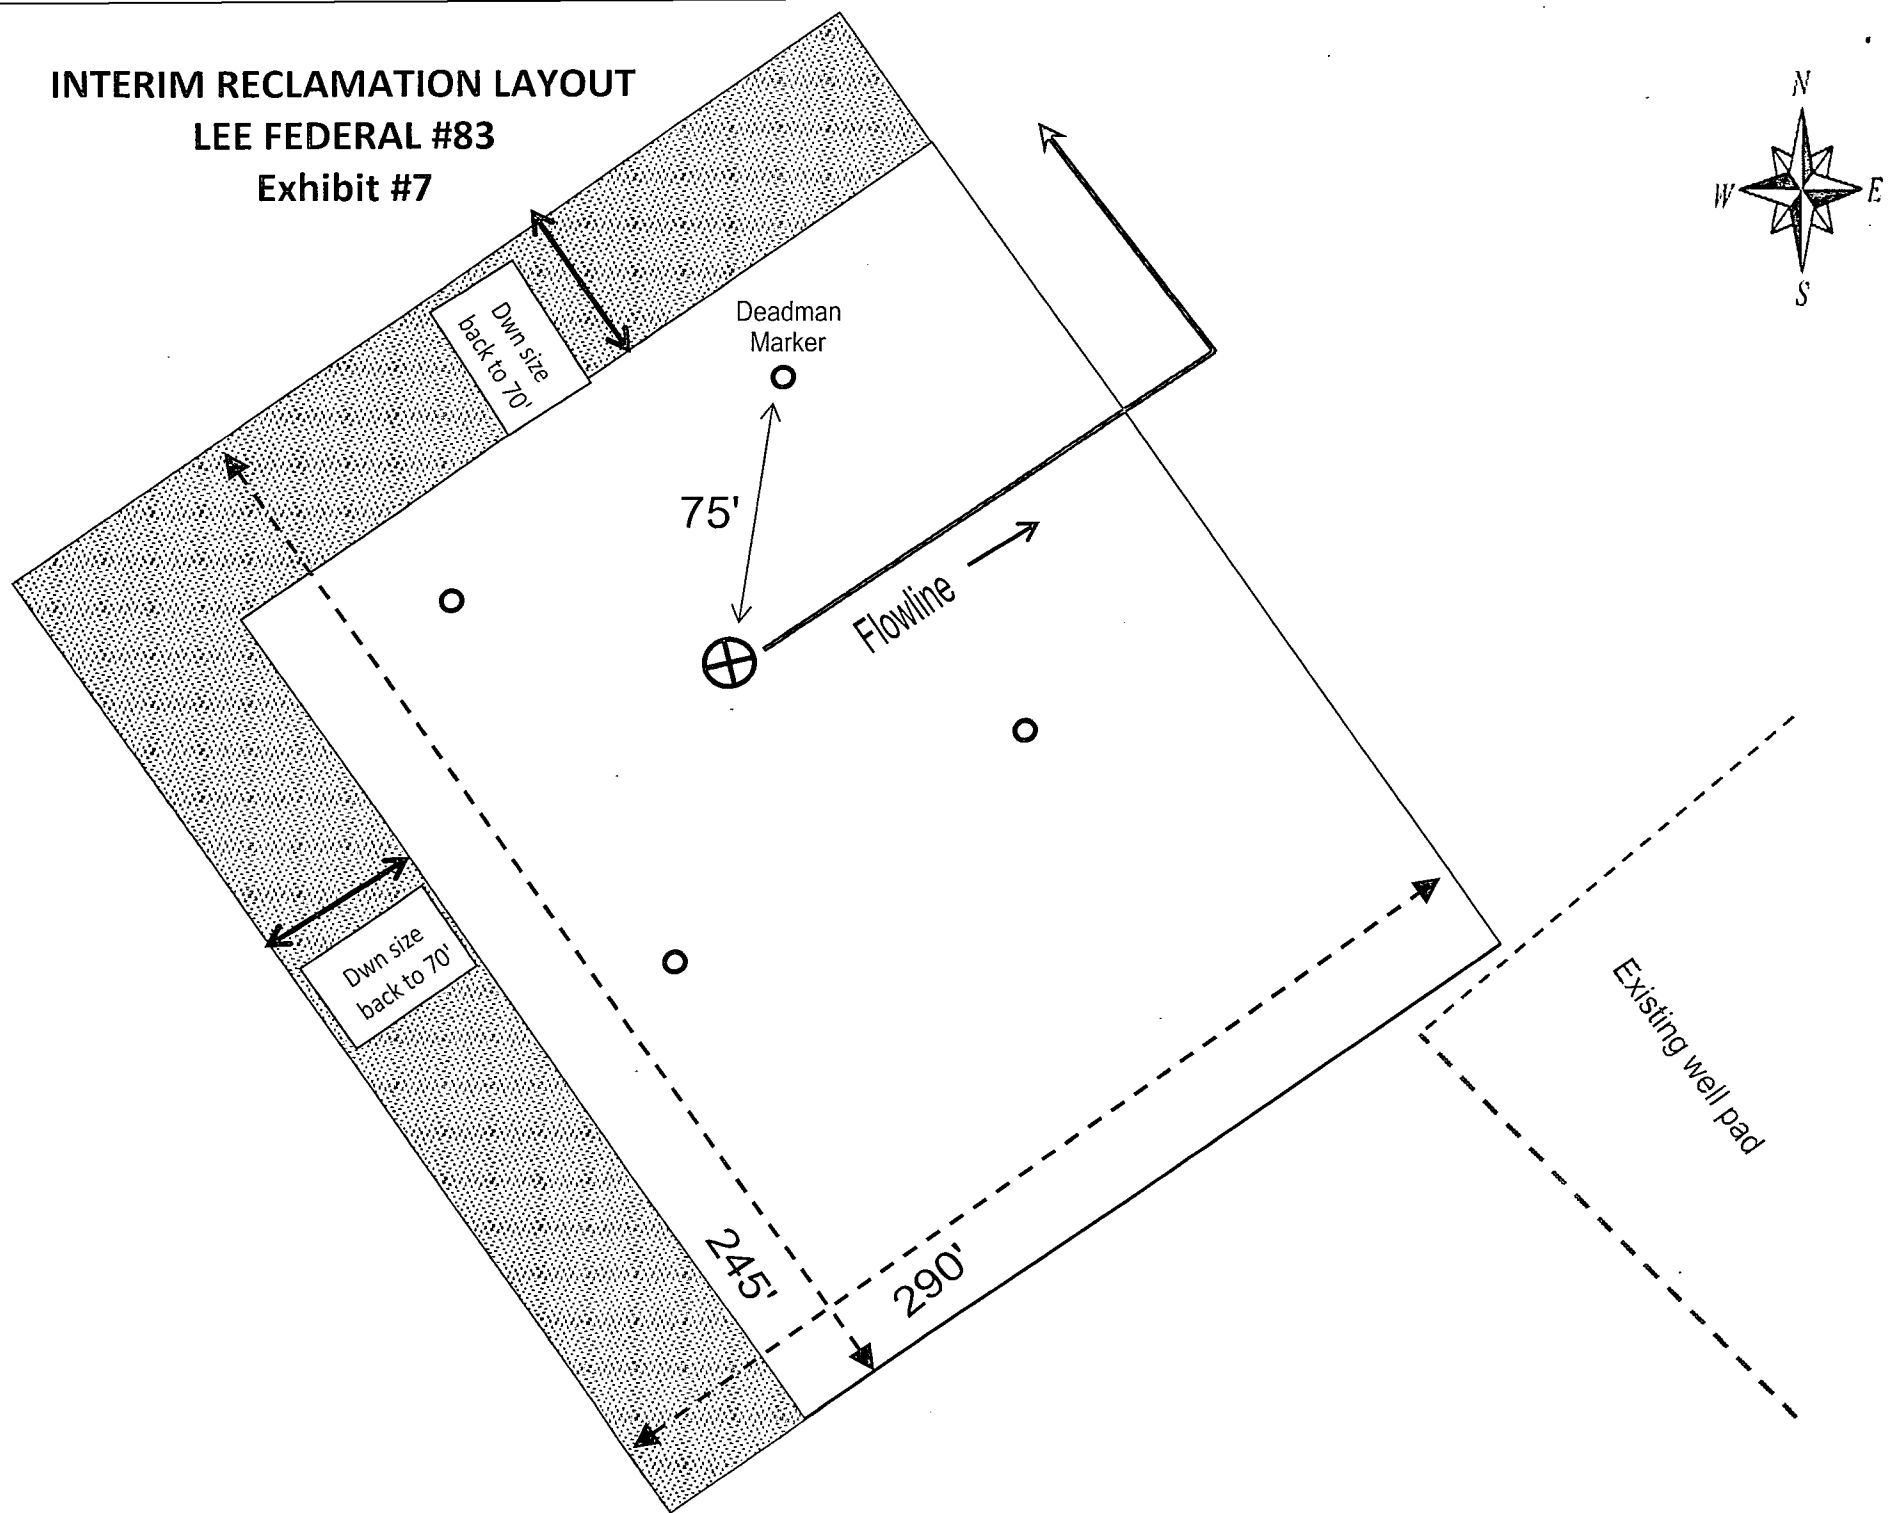 INTERIM RECLAMATION LAYOUT
LEE FEDERAL #83
Exhibit #7
N
W
E
S
Dwn size
back to 70'
Deadman
Marker
75'
Flowline
Dwn size
back to 70'
Existing well pad
245'
290'